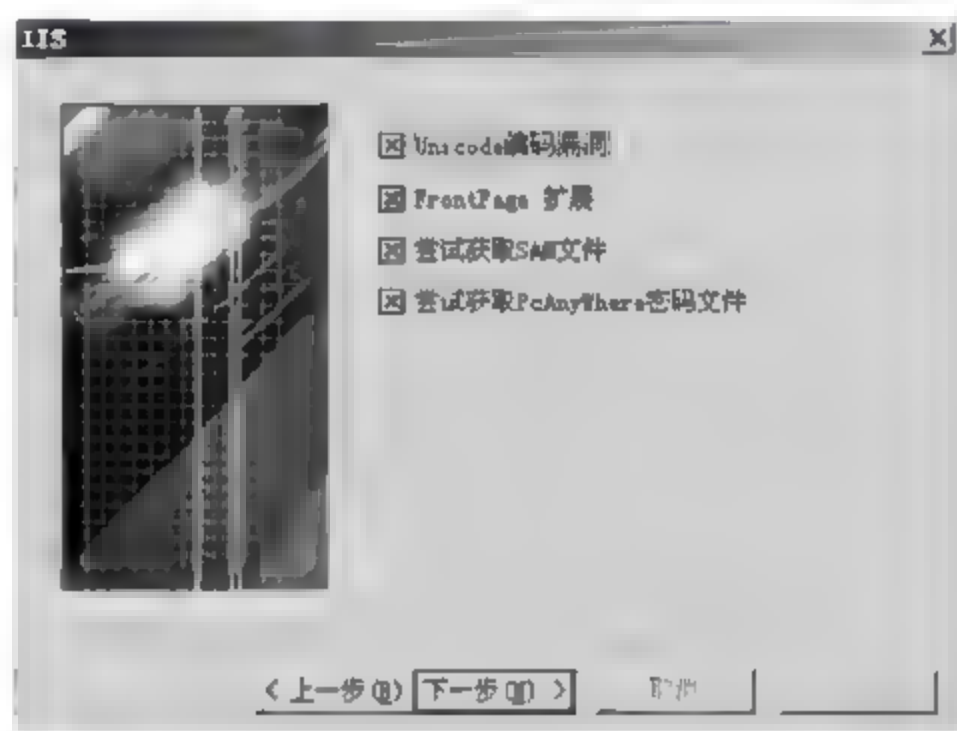 IIS
Unicode编码漏洞
FrontPage 扩展
尝试获取SAM文件
尝试获取PcAnyWhere密码文件
< 上一步(B) 下一步(N) > 取消